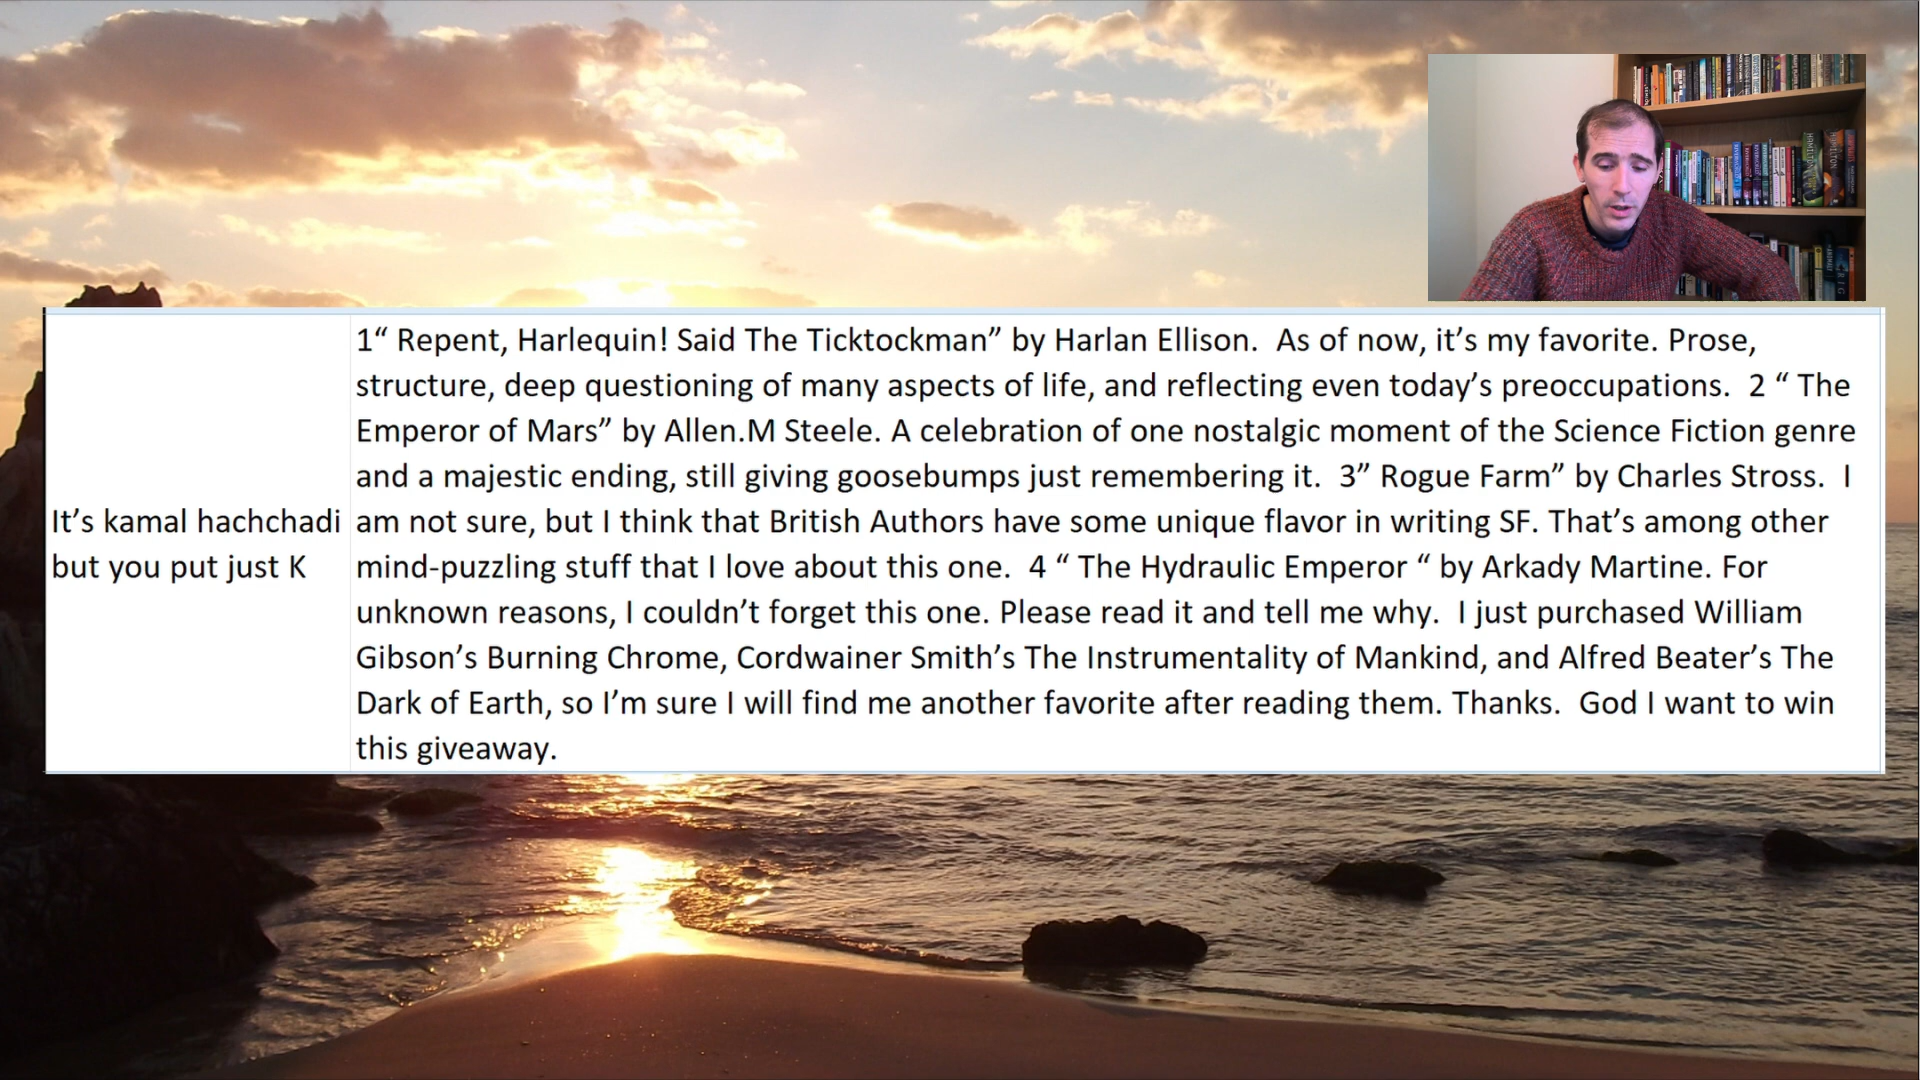 It’s kamal hachchadi
but you put just K
1“ Repent, Harlequin! Said The Ticktockman” by Harlan Ellison.  As of now, it’s my favorite. Prose,
structure, deep questioning of many aspects of life, and reflecting even today’s preoccupations.  2 “ The
Emperor of Mars” by Allen.M Steele. A celebration of one nostalgic moment of the Science Fiction genre
and a majestic ending, still giving goosebumps just remembering it.  3” Rogue Farm” by Charles Stross.  I
am not sure, but I think that British Authors have some unique flavor in writing SF. That’s among other
mind-puzzling stuff that I love about this one.  4 “ The Hydraulic Emperor “ by Arkady Martine. For
unknown reasons, I couldn’t forget this one. Please read it and tell me why.  I just purchased William
Gibson’s Burning Chrome, Cordwainer Smith’s The Instrumentality of Mankind, and Alfred Beater’s The
Dark of Earth, so I’m sure I will find me another favorite after reading them. Thanks.  God I want to win
this giveaway.
HAMILTON
HAMILTON